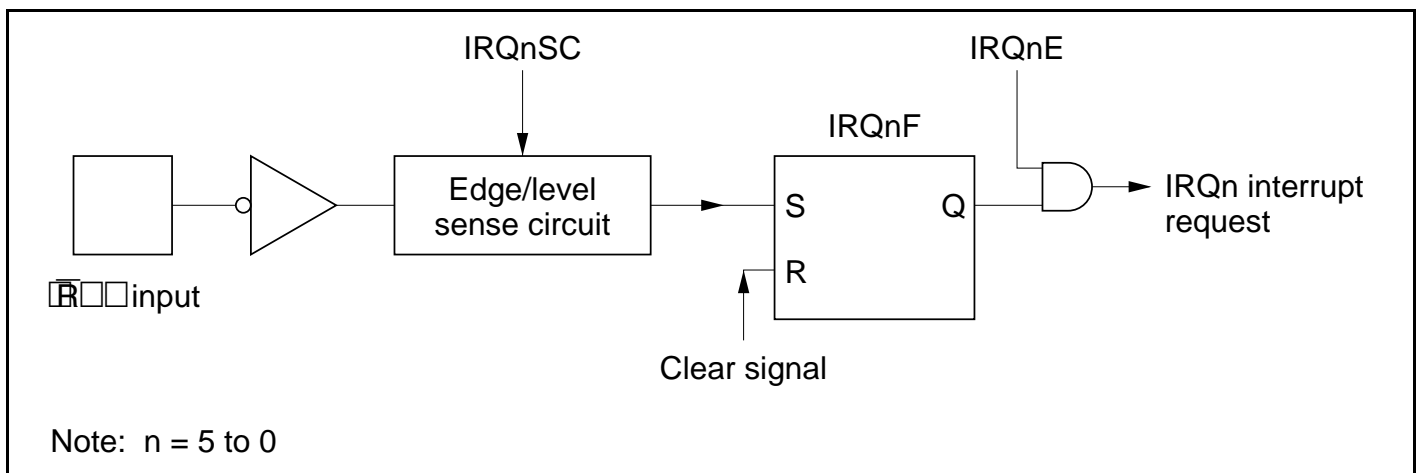 IRQnSC
IRQnE
IRQnF
Edge/level
sense circuit
S
Q
R
IRQn interrupt
request
input
Clear signal
Note: n = 5 to 0